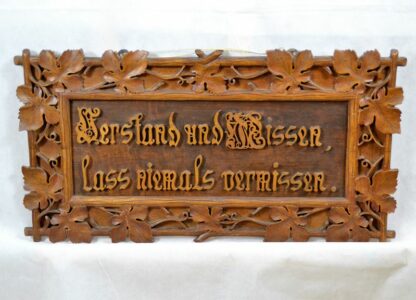 Verstand und Wissen,
lass niemals vermissen.